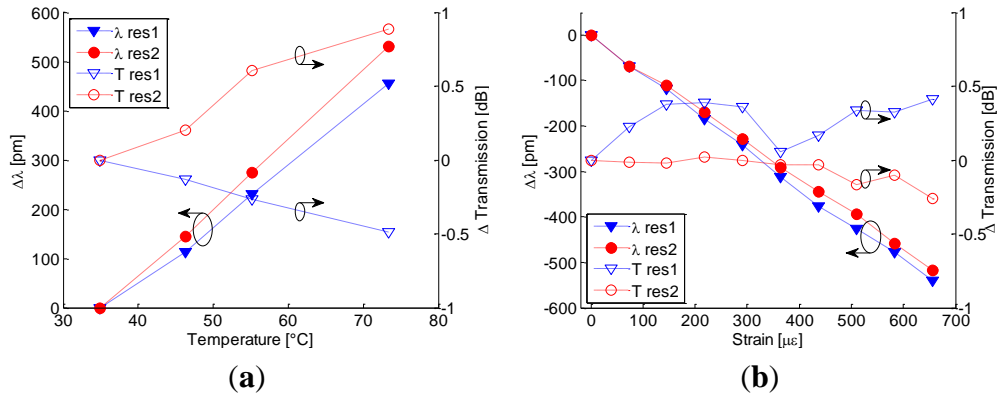 600
500
400
300
200
100
0
Δλ [pm]
λ res1
λ res2
T res1
T res2
1
0.5
0
-0.5
-1
Δ Transmission [dB]
30 40 50 60 70 80
Temperature [°C]
(a)
0
-100
-200
-300
-400
-500
-600
Δλ [pm]
λ res1
λ res2
T res1
T res2
1
0.5
0
-0.5
-1
Δ Transmission [dB]
0 100 200 300 400 500 600 700
Strain [με]
(b)